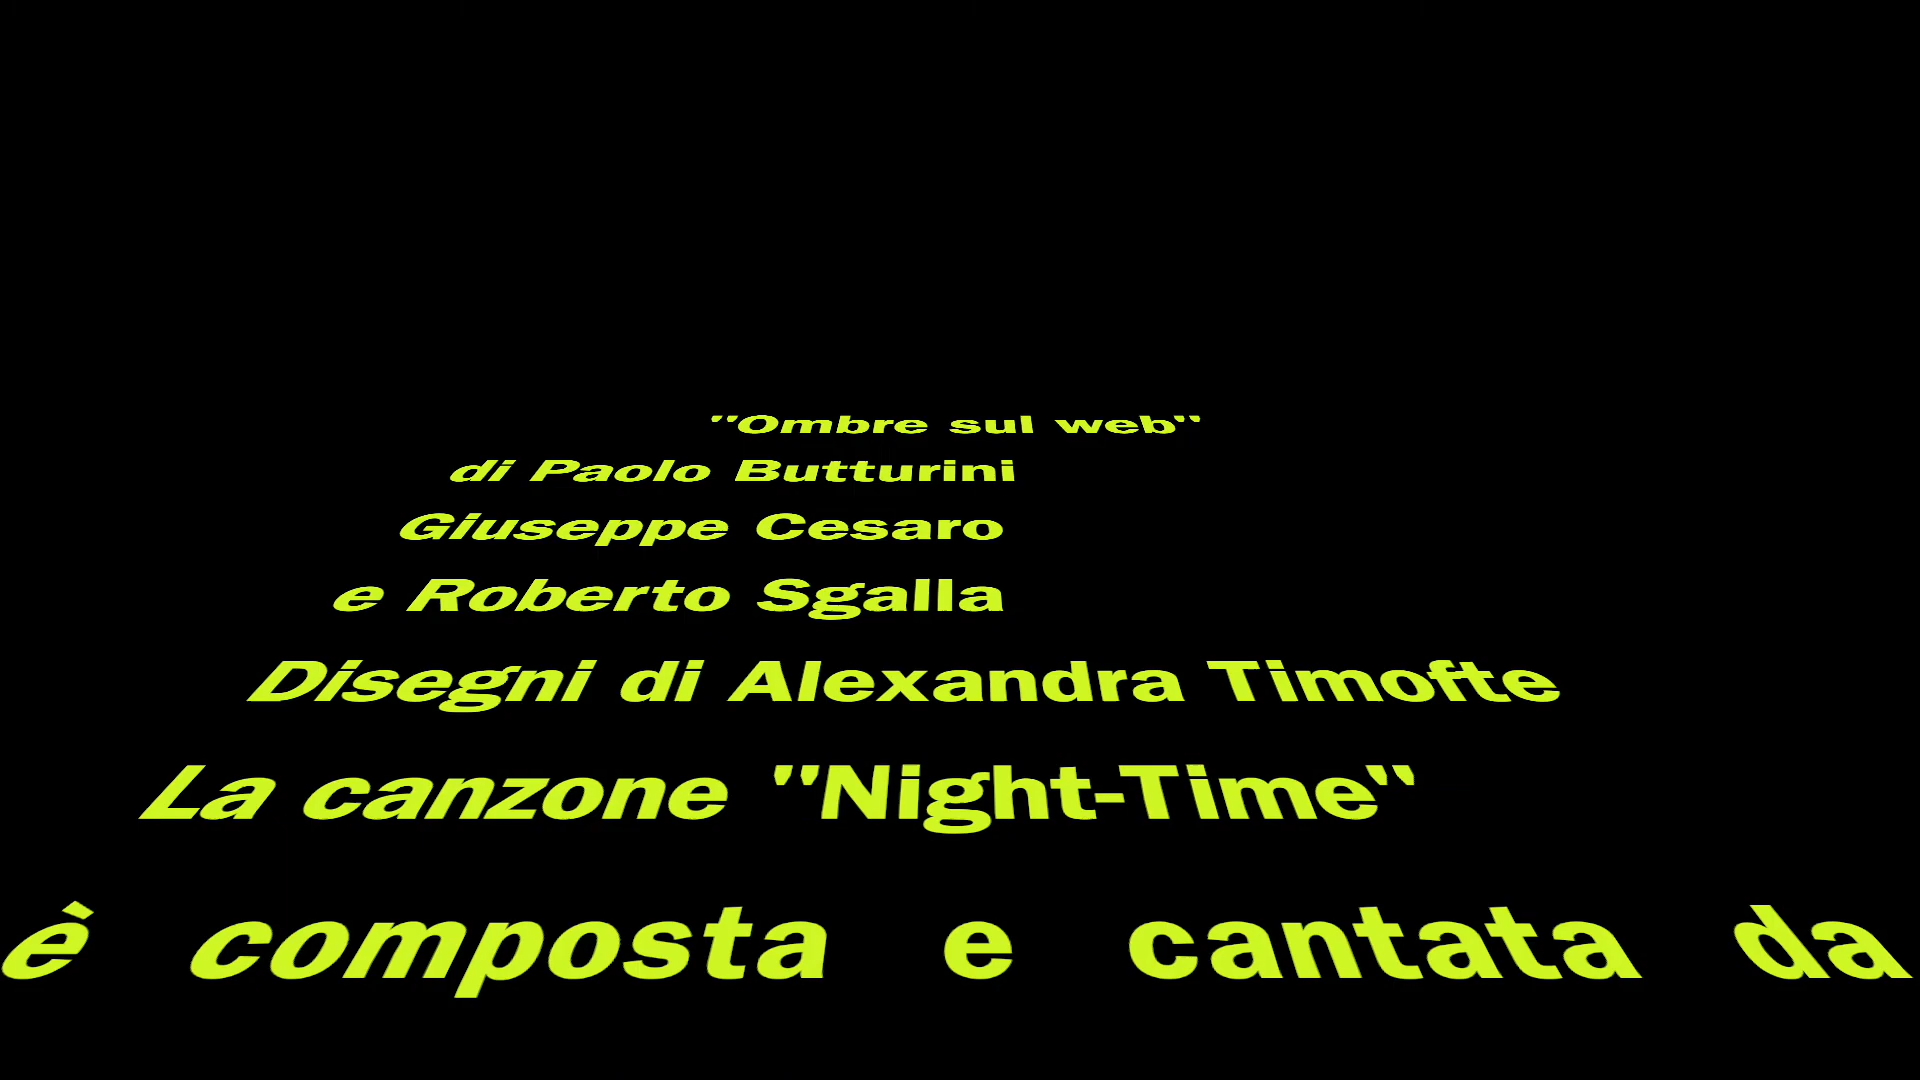 "Ombre sul web"
di Paolo Butturini
Giuseppe Cesaro
e Roberto Sgalla
Disegni di Alexandra Timofte
La canzone "Night-Time"
è composta e cantata da